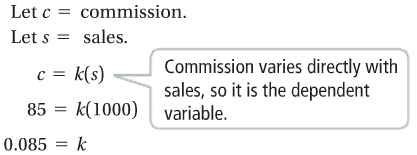 Let c = commission.
Let s = sales.
c = k(s)
Commission varies directly with
sales, so it is the dependent
variable.
85 = k(1000)
0.085 = k